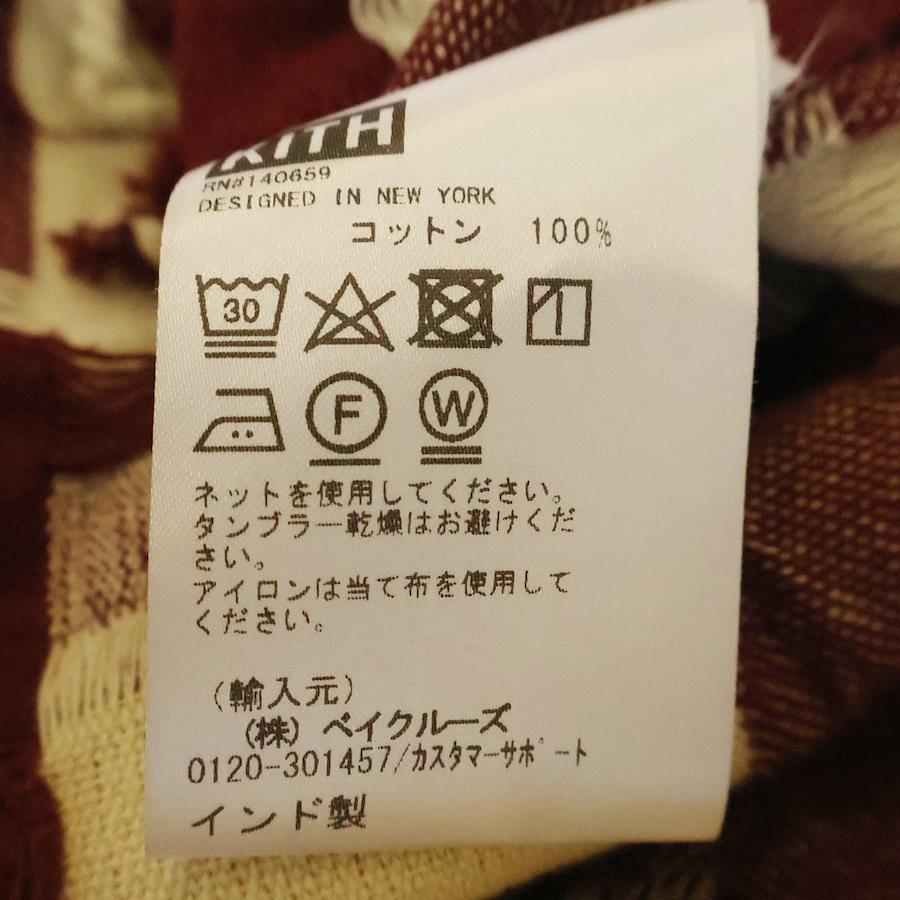 KITH
RN#140659
DESIGNED IN NEW YORK
コットン 100%
30
F W
ネットを使用してください。
タンブラー乾燥はお避けくだ
さい。
アイロンは当て布を使用して
ください。
（輸入元）
（株）ベイクルーズ
0120-301457/カスタマーサポート
インド製